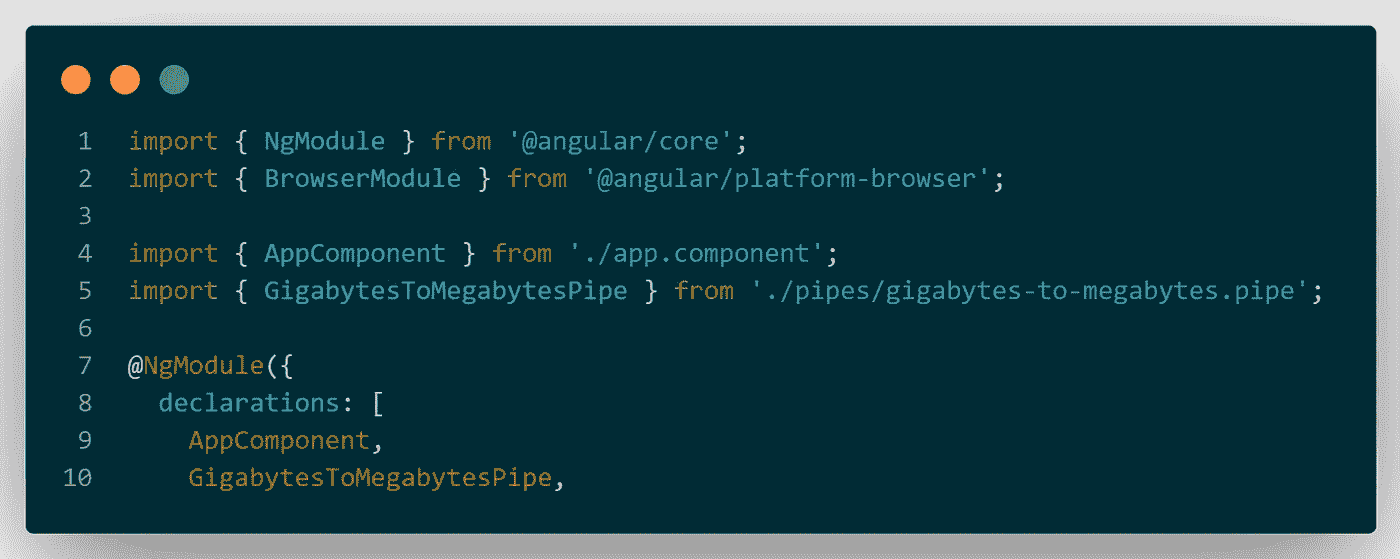 1 import { NgModule } from '@angular/core';
2 import { BrowserModule } from '@angular/platform-browser';
3
4 import { AppComponent } from './app.component';
5 import { GigabytesToMegabytesPipe } from './pipes/gigabytes-to-megabytes.pipe';
6
7 @NgModule({
8   declarations: [
9     AppComponent,
10     GigabytesToMegabytesPipe,